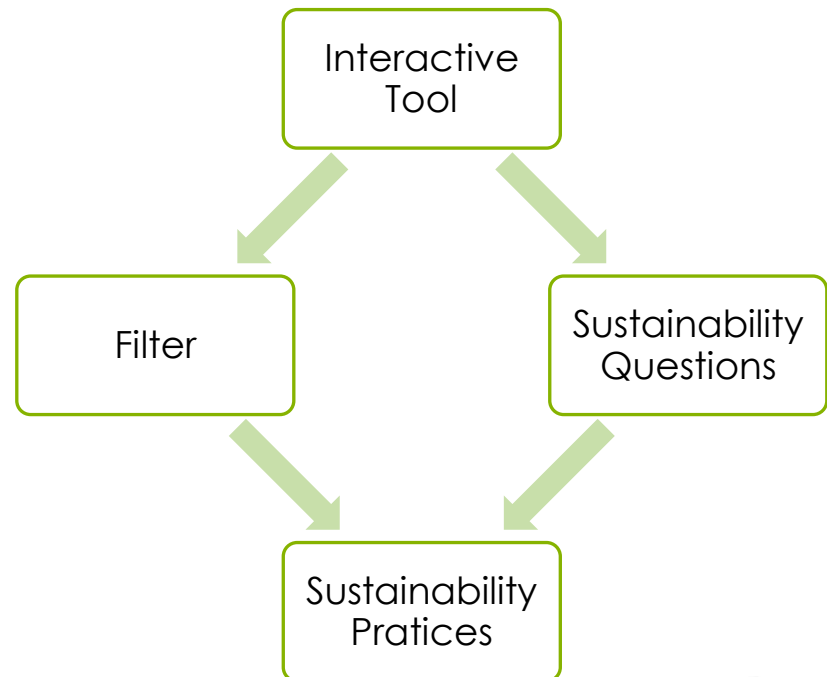 Interactive
Tool
Filter
Sustainability
Questions
Sustainability
Pratices